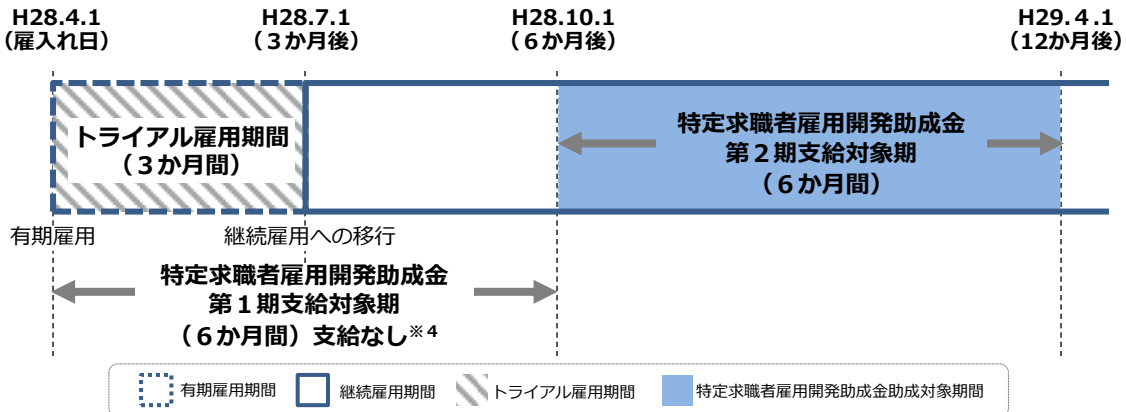 H28.4.1
(雇入れ日)
H28.7.1
(3か月後)
H28.10.1
(6か月後)
H29.4.1
(12か月後)
トライアル雇用期間
(3か月間)
特定求職者雇用開発助成金
第2期支給対象期
(6か月間)
有期雇用
継続雇用への移行
特定求職者雇用開発助成金
第1期支給対象期
(6か月間)支給なし※4
有期雇用期間
継続雇用期間
トライアル雇用期間
特定求職者雇用開発助成金助成対象期間